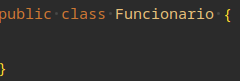 public class Funcionario {
}